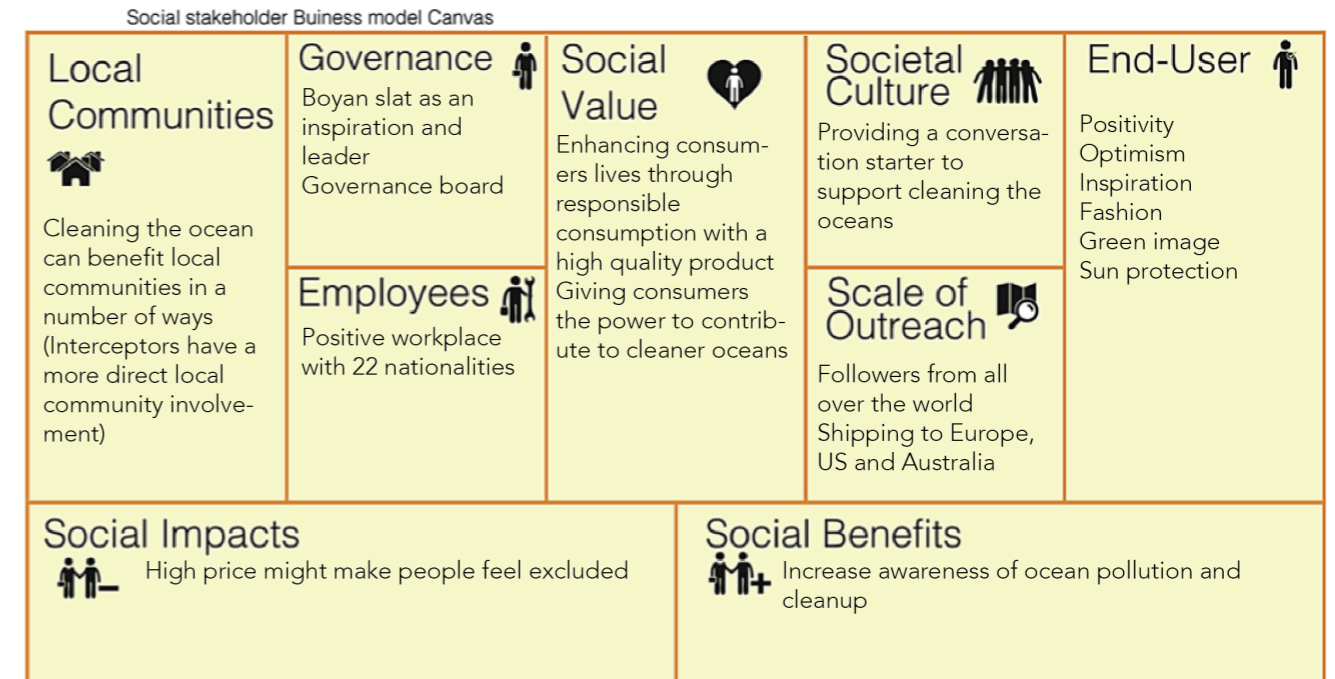 Social stakeholder Buiness model Canvas
Local
Communities
Cleaning the ocean
can benefit local
communities in a
number of ways
(Interceptors have a
more direct local
community involve-
ment)
Governance
Boyan slat as an
inspiration and
leader
Governance board
Employees
Positive workplace
with 22 nationalities
Social
Value
Enhancing consum-
ers lives through
responsible
consumption with a
high quality product
Giving consumers
the power to contrib-
ute to cleaner oceans
Societal
Culture
Providing a conversa-
tion starter to
support cleaning the
oceans
Scale of
Outreach
Followers from all
over the world
Shipping to Europe,
US and Australia
End-User
Positivity
Optimism
Inspiration
Fashion
Green image
Sun protection
Social Impacts
High price might make people feel excluded
Social Benefits
Increase awareness of ocean pollution and
cleanup